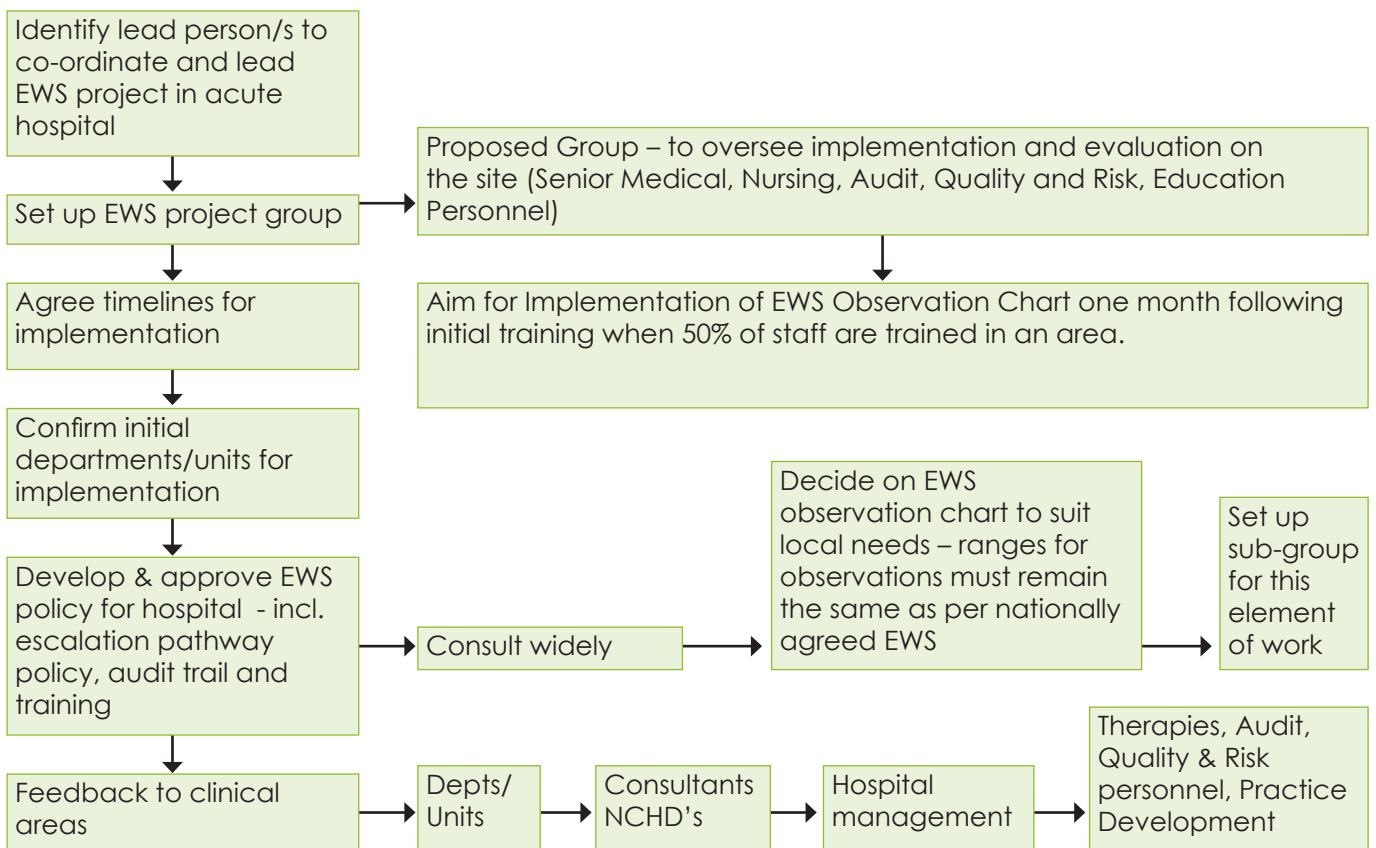 Identify lead person/s to
co-ordinate and lead
EWS project in acute
hospital
Set up EWS project group
Proposed Group – to oversee implementation and evaluation on
the site (Senior Medical, Nursing, Audit, Quality and Risk, Education
Personnel)
Agree timelines for
implementation
Aim for Implementation of EWS Observation Chart one month following
initial training when 50% of staff are trained in an area.
Confirm initial
departments/units for
implementation
Develop & approve EWS
policy for hospital - incl.
escalation pathway
policy, audit trail and
training
Consult widely
Decide on EWS
observation chart to suit
local needs – ranges for
observations must remain
the same as per nationally
agreed EWS
Set up
sub-group
for this
element
of work
Feedback to clinical
areas
Depts/
Units
Consultants
NCHD’s
Hospital
management
Therapies, Audit,
Quality & Risk
personnel, Practice
Development